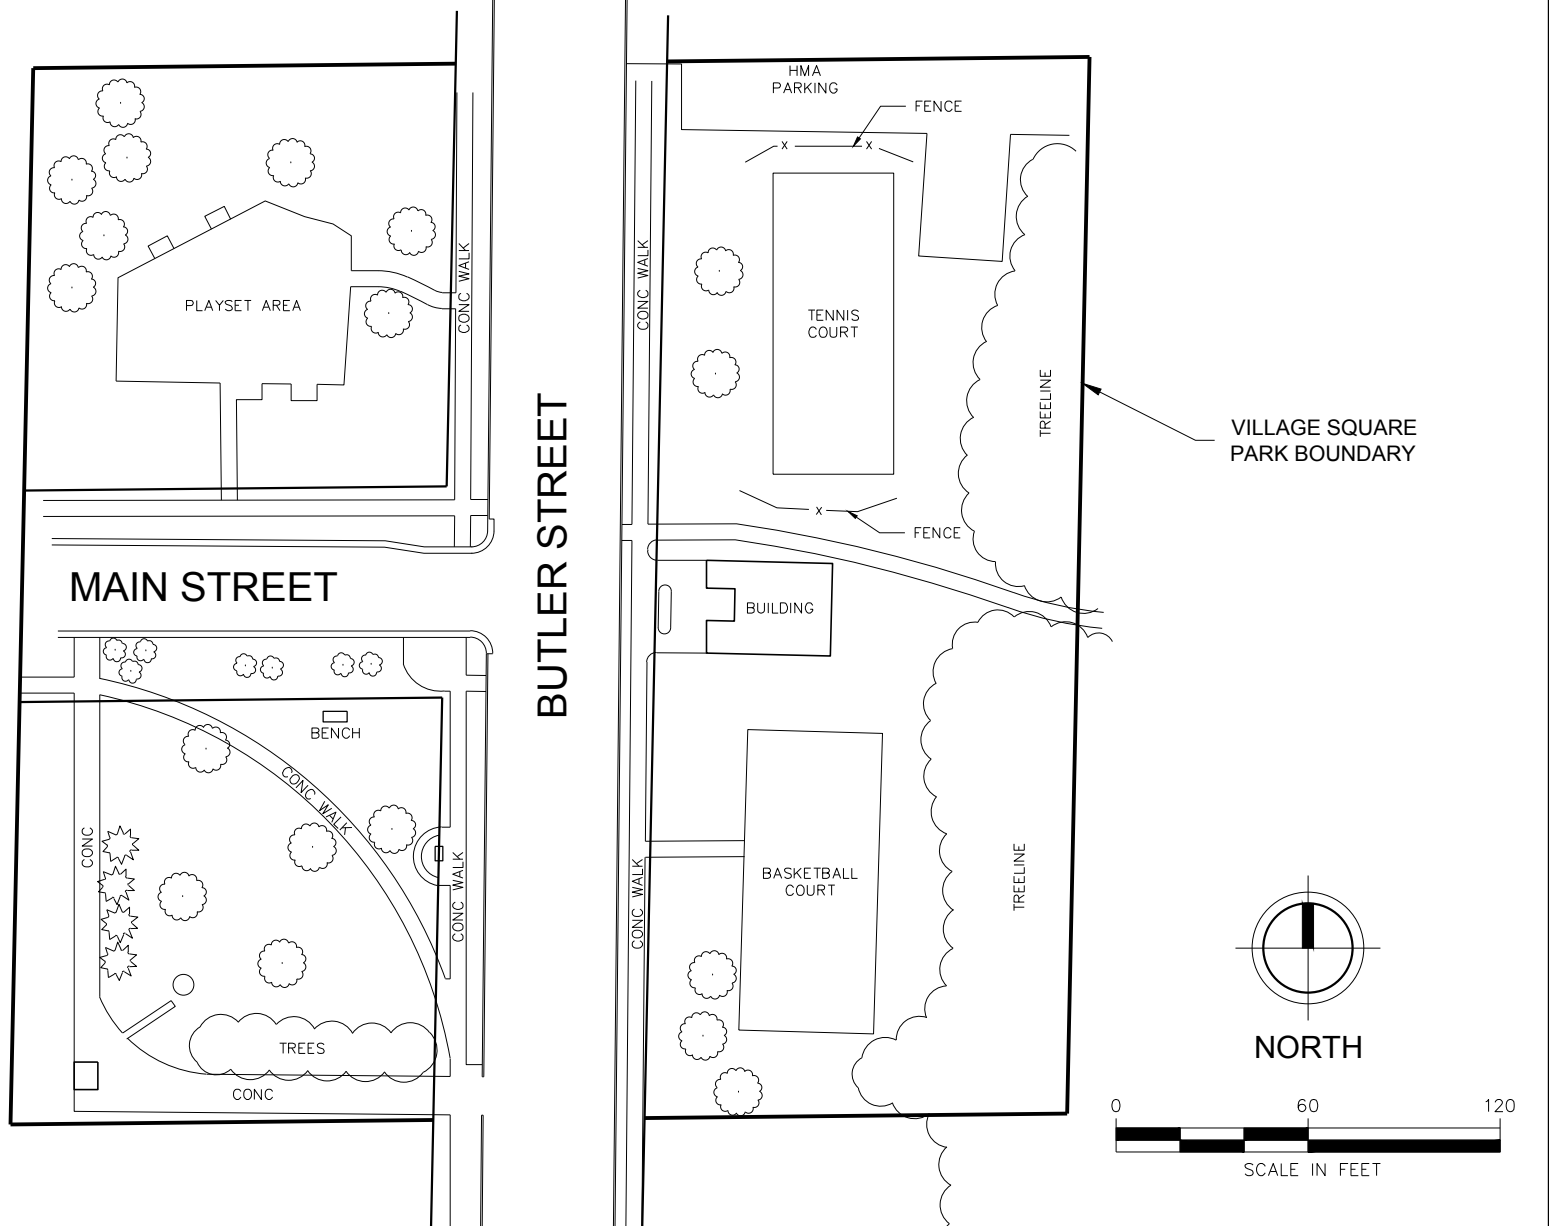 HMA
PARKING
FENCE
CONC WALK
CONC WALK
PLAYSET AREA
TENNIS
COURT
TREELINE
VILLAGE SQUARE
PARK BOUNDARY
BUTLER STREET
FENCE
MAIN STREET
BUILDING
BENCH
CONC WALK
CONC
CONC WALK
CONC WALK
BASKETBALL
COURT
TREELINE
TREES
CONC
NORTH
0 60 120
SCALE IN FEET